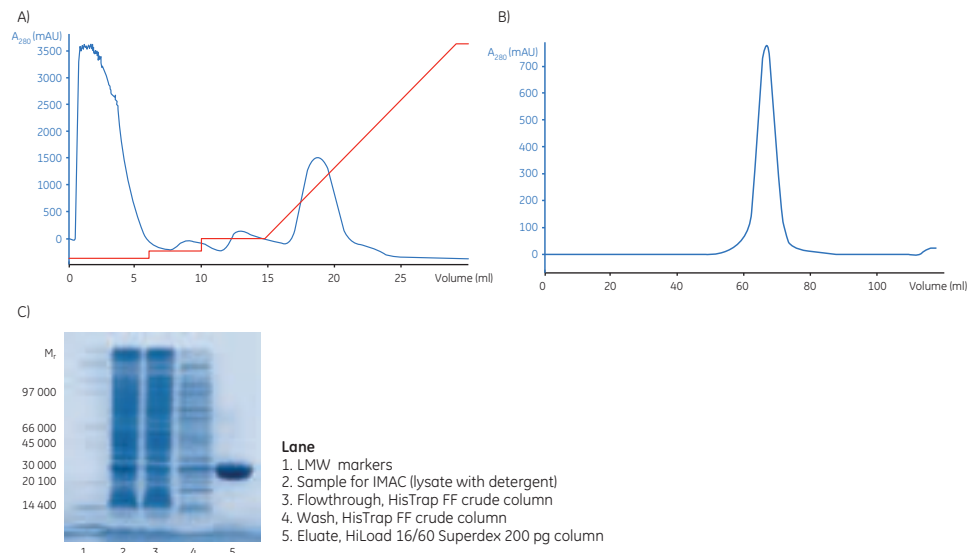 A)
A280 (mAU)
3500
3000
2500
2000
1500
1000
500
0
0 5 10 15 20 25 Volume (ml)
B)
A280 (mAU)
700
600
500
400
300
200
100
0
0 20 40 60 80 100 Volume (ml)
C)
Mr
97 000
66 000
45 000
30 000
20 100
14 400
1 2 3 4 5
Lane
1. LMW markers
2. Sample for IMAC (lysate with detergent)
3. Flowthrough, HisTrap FF crude column
4. Wash, HisTrap FF crude column
5. Eluate, HiLoad 16/60 Superdex 200 pg column